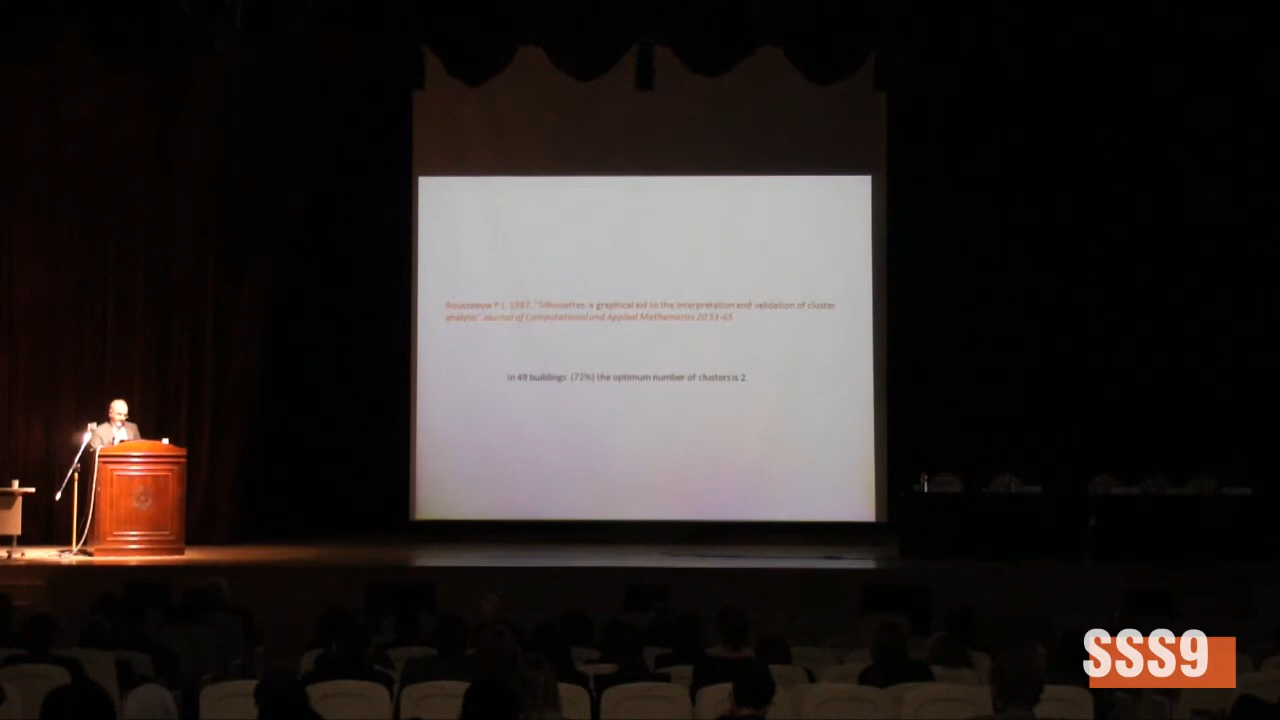 Rousseeuw P J, 1987, "Silhouettes: a graphical aid to the interpretation and validation of cluster
analysis" Journal of Computational and Applied Mathematics 20 53-65
In 49 buildings (72%) the optimum number of clusters is 2
SSS9